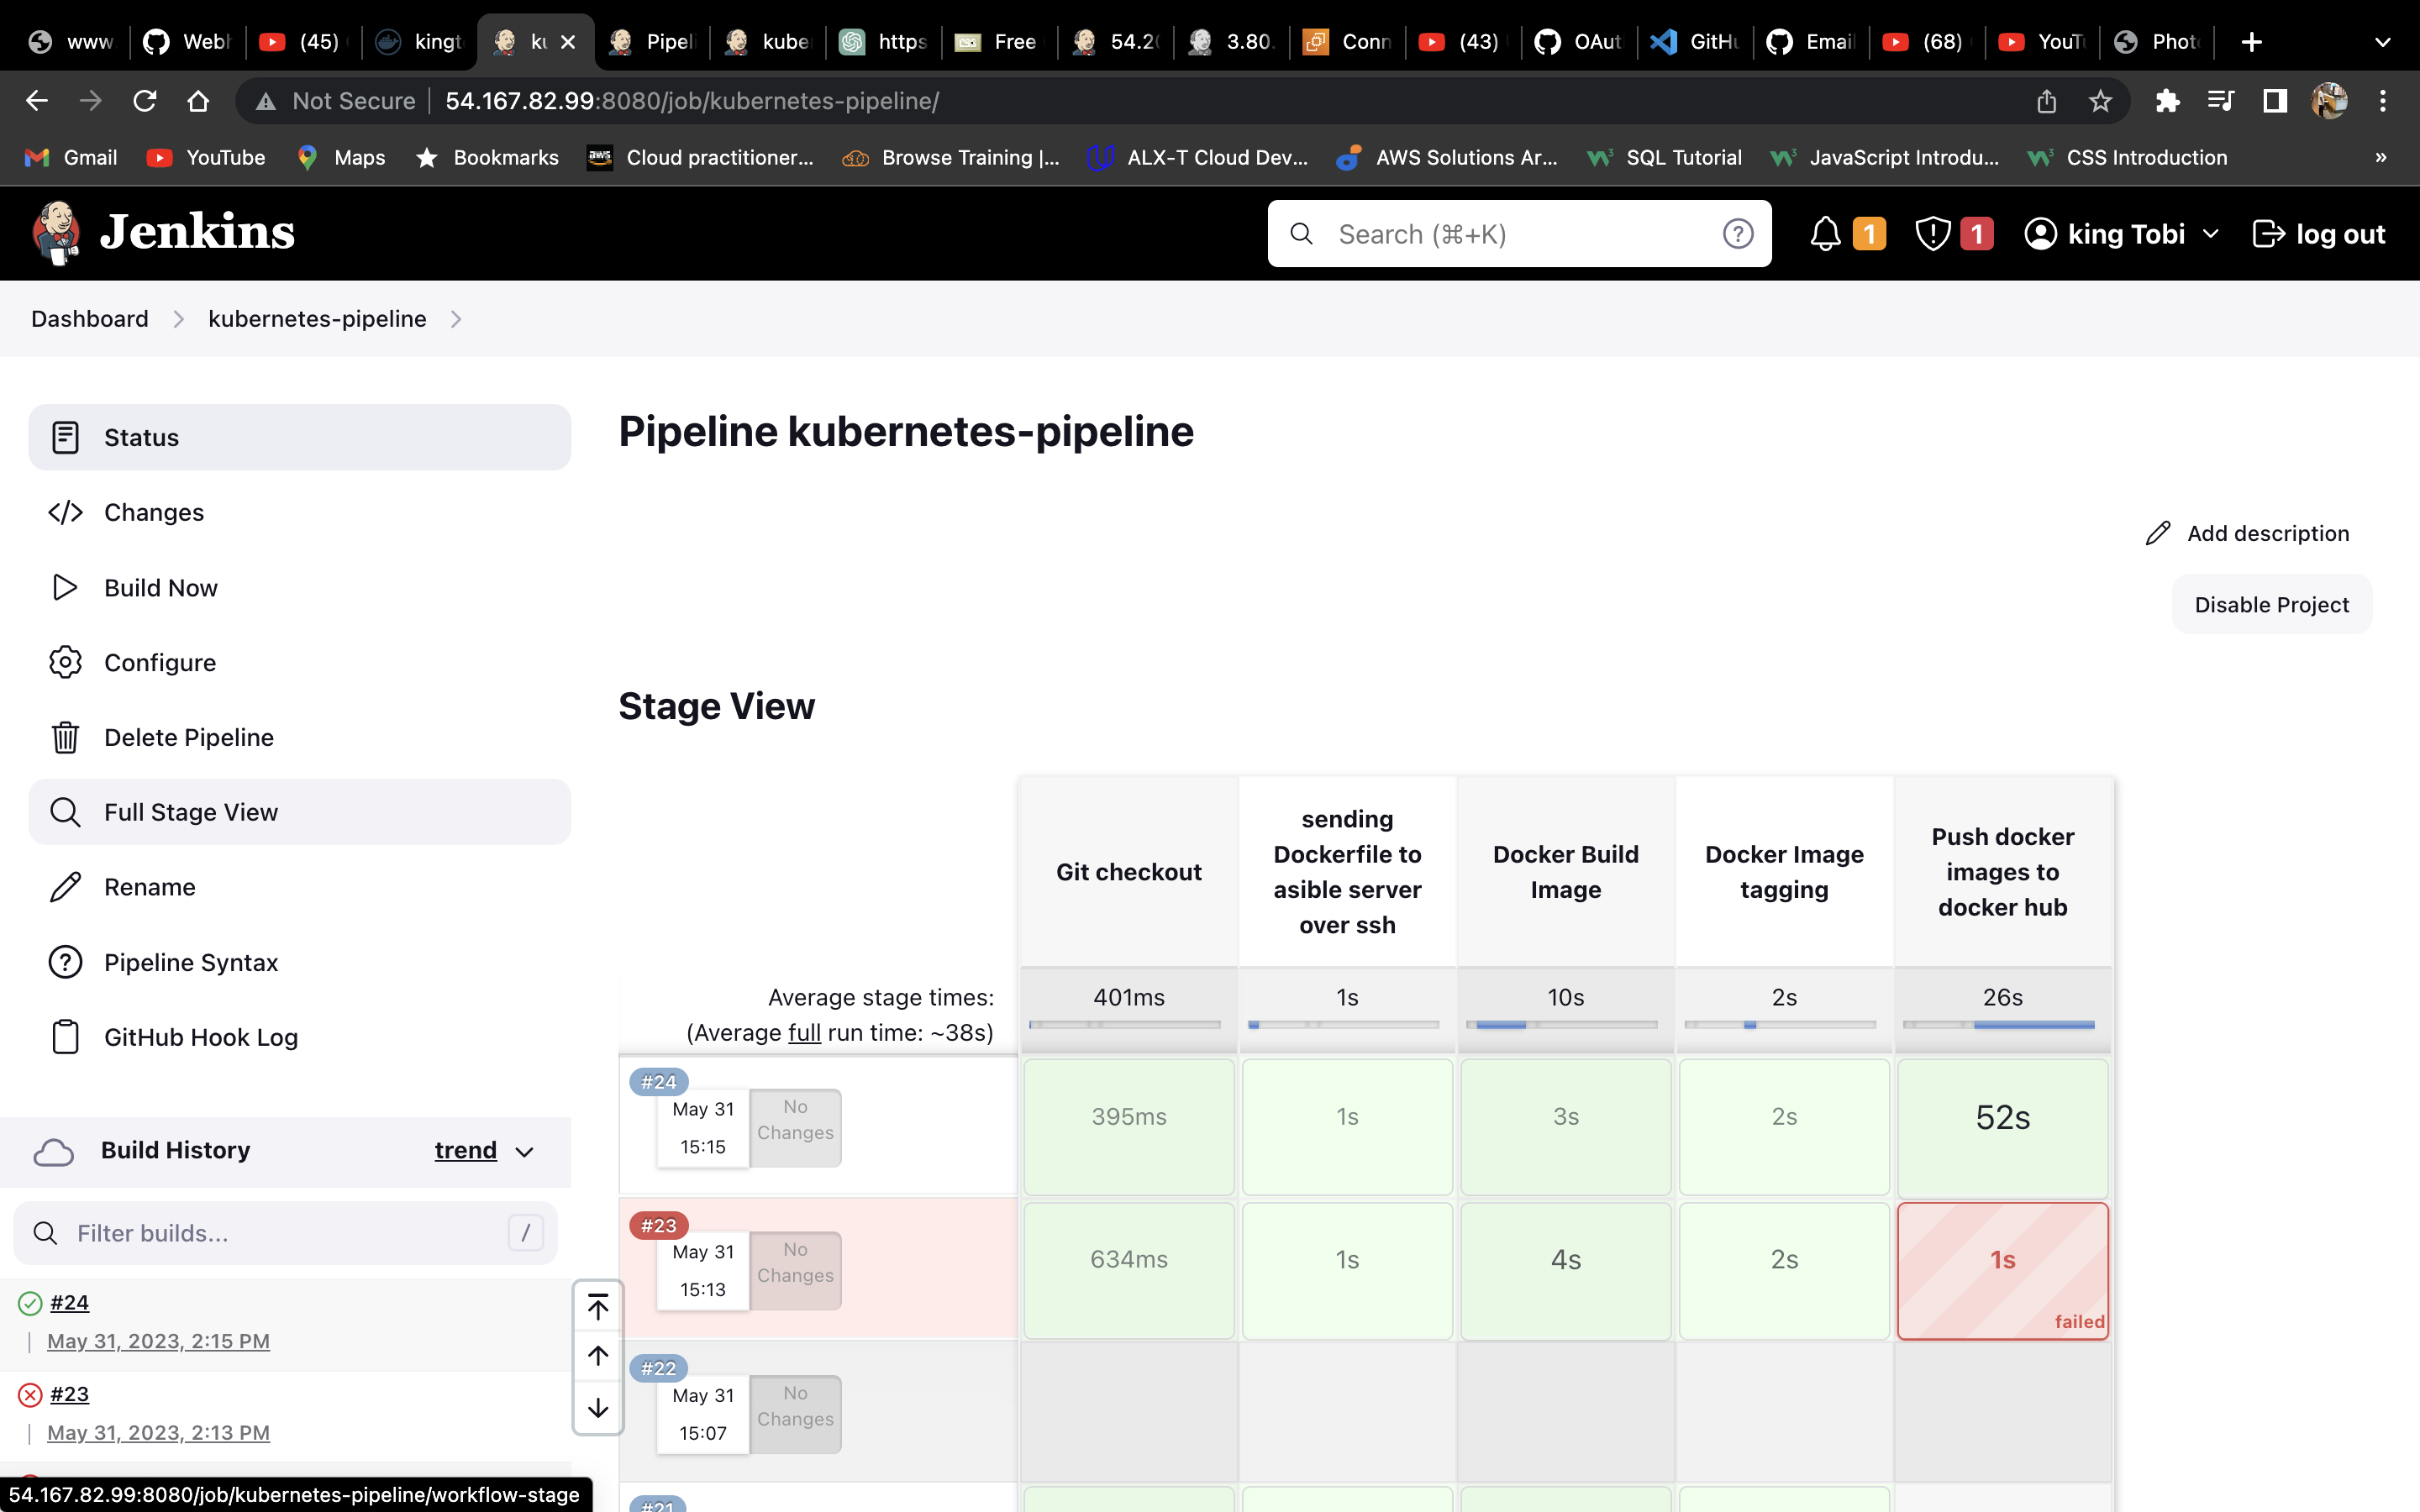 www
Webh
(45)
kingt
ku
Pipeli
kube
https
Free
54.20
3.80.
Conn
(43)
OAut
GitHu
Email
(68)
YouTu
Phot
Not Secure
54.167.82.99:8080/job/kubernetes-pipeline/
Gmail
YouTube
Maps
Bookmarks
Cloud practitioner...
Browse Training |...
ALX-T Cloud Dev...
AWS Solutions Ar...
SQL Tutorial
JavaScript Introdu...
CSS Introduction
»
Jenkins
Search (⌘+K)
1
1
king Tobi
log out
Dashboard
kubernetes-pipeline
Status
Changes
Build Now
Configure
Delete Pipeline
Full Stage View
Rename
Pipeline Syntax
GitHub Hook Log
Build History
trend
Filter builds...
/
#24
May 31, 2023, 2:15 PM
#23
May 31, 2023, 2:13 PM
54.167.82.99:8080/job/kubernetes-pipeline/workflow-stage
Pipeline kubernetes-pipeline
Add description
Disable Project
Stage View
Git checkout
sending
Dockerfile to
asible server
over ssh
Docker Build
Image
Docker Image
tagging
Push docker
images to
docker hub
Average stage times:
(Average full run time: ~38s)
401ms
1s
10s
2s
26s
#24
May 31
15:15
No
Changes
395ms
1s
3s
2s
52s
#23
May 31
15:13
No
Changes
634ms
1s
4s
2s
1s
failed
#22
May 31
15:07
No
Changes
#21